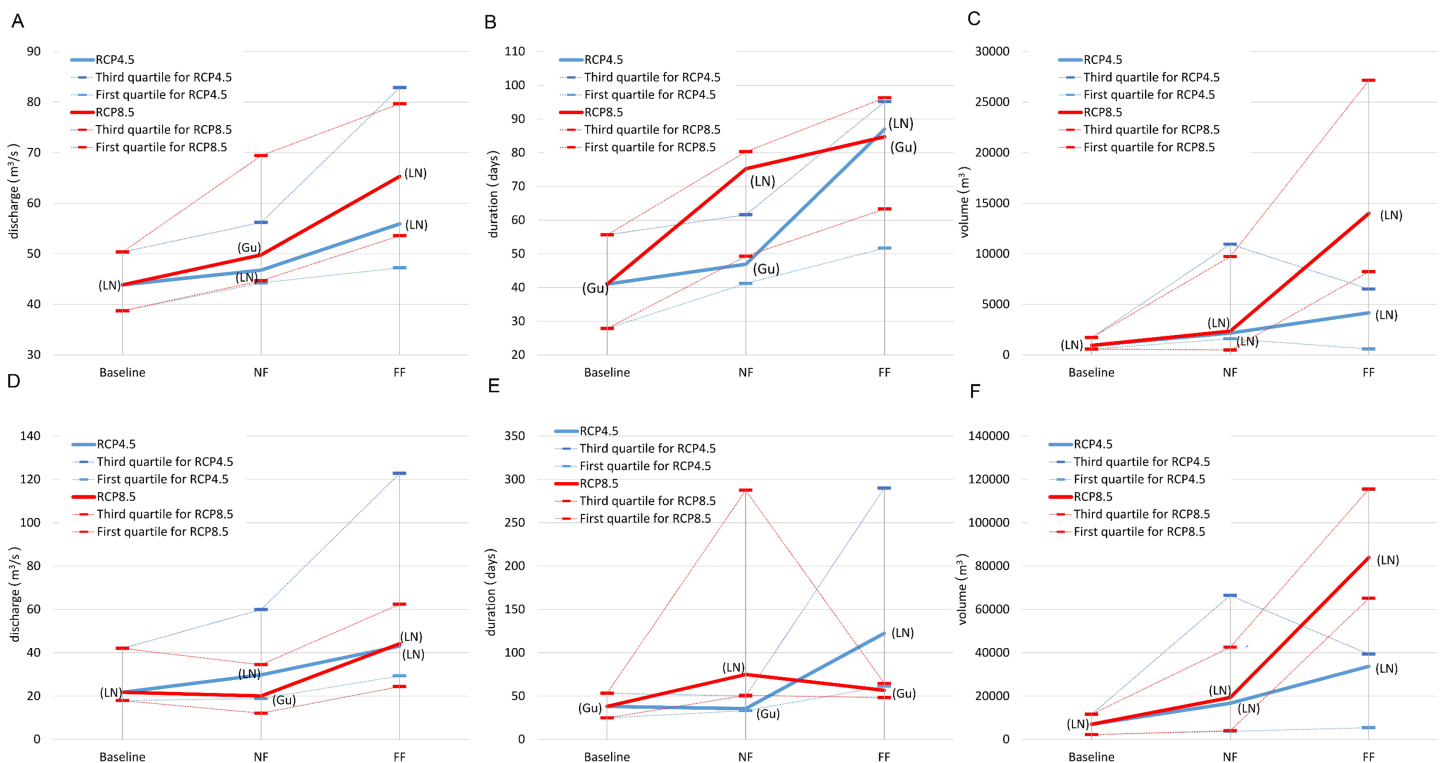 A
discharge (m³/s)
90
80
70
60
50
40
30
RCP4.5
Third quartile for RCP4.5
First quartile for RCP4.5
RCP8.5
Third quartile for RCP8.5
First quartile for RCP8.5
(LN)
(Gu)
(LN)
(LN)
(LN)
Baseline NF FF
B
duration (days)
110
100
90
80
70
60
50
40
30
20
RCP4.5
Third quartile for RCP4.5
First quartile for RCP4.5
RCP8.5
Third quartile for RCP8.5
First quartile for RCP8.5
(Gu)
(LN)
(Gu)
(LN)
(Gu)
Baseline NF FF
C
volume (m³)
30000
25000
20000
15000
10000
5000
0
RCP4.5
Third quartile for RCP4.5
First quartile for RCP4.5
RCP8.5
Third quartile for RCP8.5
First quartile for RCP8.5
(LN)
(LN)
(LN)
(LN)
(LN)
Baseline NF FF
D
discharge (m³/s)
140
120
100
80
60
40
20
0
RCP4.5
Third quartile for RCP4.5
First quartile for RCP4.5
RCP8.5
Third quartile for RCP8.5
First quartile for RCP8.5
(LN)
(LN)
(Gu)
(LN)
(LN)
Baseline NF FF
E
duration (days)
350
300
250
200
150
100
50
0
RCP4.5
Third quartile for RCP4.5
First quartile for RCP4.5
RCP8.5
Third quartile for RCP8.5
First quartile for RCP8.5
(Gu)
(LN)
(Gu)
(LN)
(Gu)
Baseline NF FF
F
volume (m³)
140000
120000
100000
80000
60000
40000
20000
0
RCP4.5
Third quartile for RCP4.5
First quartile for RCP4.5
RCP8.5
Third quartile for RCP8.5
First quartile for RCP8.5
(LN)
(LN)
(LN)
(LN)
(LN)
Baseline NF FF